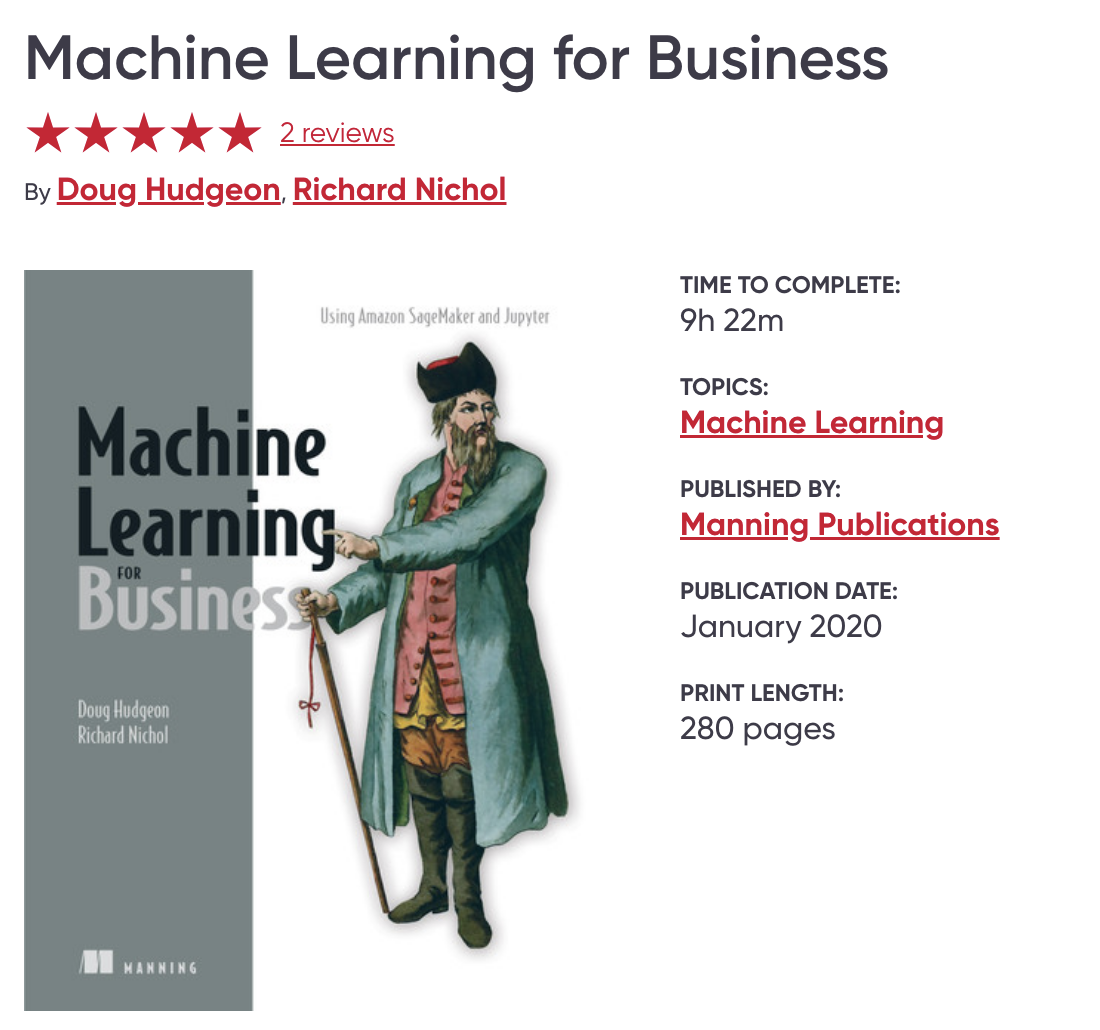 Machine Learning for Business
2 reviews
By Doug Hudgeon, Richard Nichol
Using Amazon SageMaker and Jupyter
Machine
Learning
FOR
Business
Doug Hudgeon
Richard Nichol
MANNING
TIME TO COMPLETE:
9h 22m
TOPICS:
Machine Learning
PUBLISHED BY:
Manning Publications
PUBLICATION DATE:
January 2020
PRINT LENGTH:
280 pages